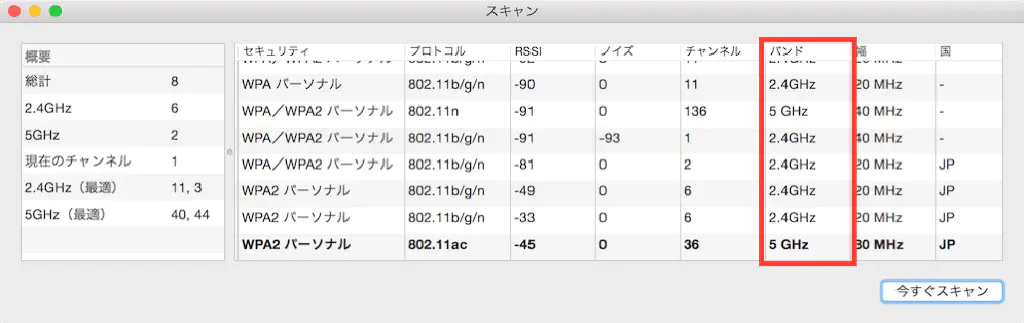 スキャン
概要
総計 8
2.4GHz 6
5GHz 2
現在のチャンネル 1
2.4GHz（最適） 11, 3
5GHz（最適） 40, 44
セキュリティ プロトコル RSSI ノイズ チャンネル バンド 幅 国
WPA パーソナル 802.11b/g/n -90 0 11 2.4GHz 20 MHz -
WPA／WPA2 パーソナル 802.11n -91 0 136 5 GHz 40 MHz -
WPA／WPA2 パーソナル 802.11b/g/n -91 -93 1 2.4GHz 40 MHz -
WPA／WPA2 パーソナル 802.11b/g/n -81 0 2 2.4GHz 20 MHz JP
WPA2 パーソナル 802.11b/g/n -49 0 6 2.4GHz 20 MHz JP
WPA2 パーソナル 802.11b/g/n -33 0 6 2.4GHz 20 MHz JP
WPA2 パーソナル 802.11ac -45 0 36 5 GHz 80 MHz JP
今すぐスキャン